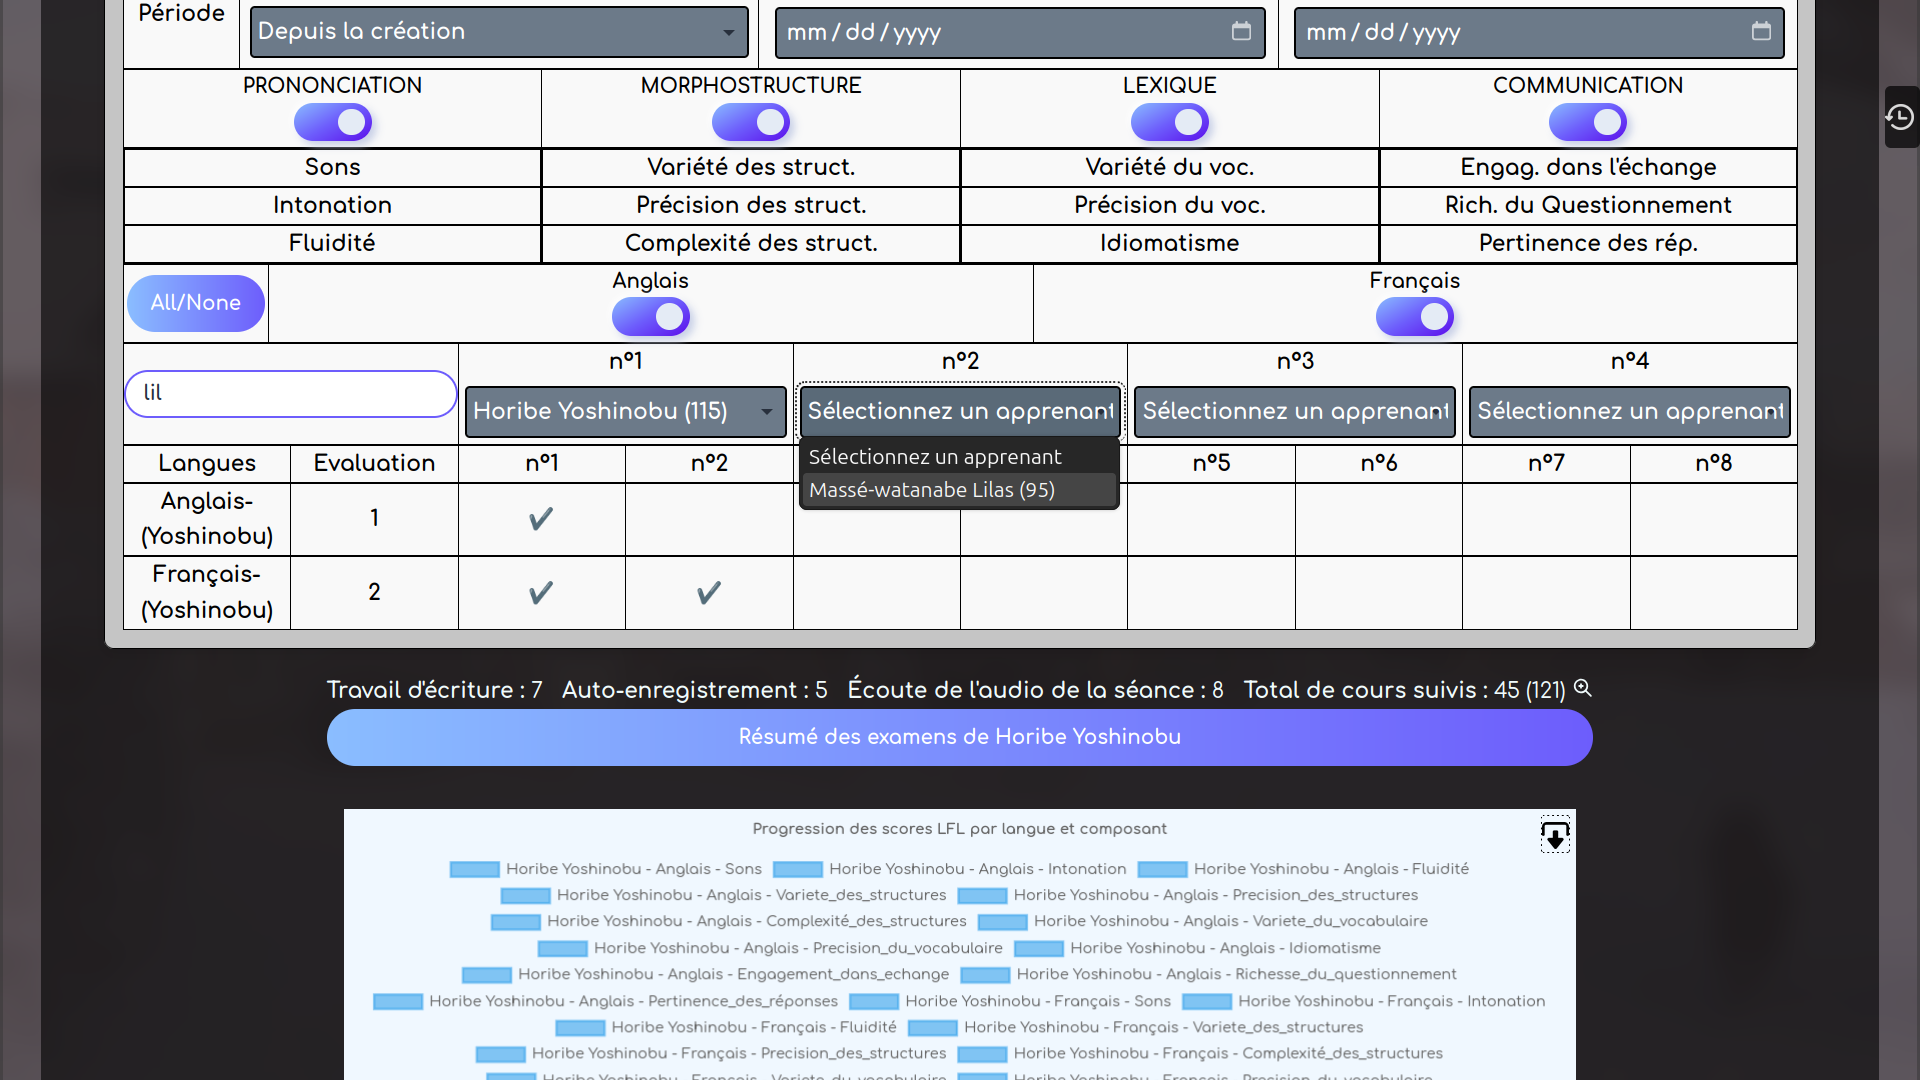 Période
Depuis la création
mm/dd/yyyy
mm/dd/yyyy
PRONONCIATION
MORPHOSTRUCTURE
LEXIQUE
COMMUNICATION
Sons
Variété des struct.
Variété du voc.
Engag. dans l'échange
Intonation
Précision des struct.
Précision du voc.
Rich. du Questionnement
Fluidité
Complexité des struct.
Idiomatisme
Pertinence des rép.
All/None
Anglais
Français
lil
n°1
n°2
n°3
n°4
Horibe Yoshinobu (115)
Sélectionnez un apprenant
Sélectionnez un apprenant
Sélectionnez un apprenant
Sélectionnez un apprenant
Massé-watanabe Lilas (95)
Langues
Evaluation
n°1
n°2
n°5
n°6
n°7
n°8
Anglais-
(Yoshinobu)
1
Français-
(Yoshinobu)
2
Travail d'écriture : 7 Auto-enregistrement : 5 Écoute de l'audio de la séance : 8 Total de cours suivis : 45 (121)
Résumé des examens de Horibe Yoshinobu
Progression des scores LFL par langue et composant
Horibe Yoshinobu - Anglais - Sons Horibe Yoshinobu - Anglais - Intonation Horibe Yoshinobu - Anglais - Fluidité
Horibe Yoshinobu - Anglais - Variete_des_structures Horibe Yoshinobu - Anglais - Precision_des_structures
Horibe Yoshinobu - Anglais - Complexité_des_structures Horibe Yoshinobu - Anglais - Variete_du_vocabulaire
Horibe Yoshinobu - Anglais - Precision_du_vocabulaire Horibe Yoshinobu - Anglais - Idiomatisme
Horibe Yoshinobu - Anglais - Engagement_dans_echange Horibe Yoshinobu - Anglais - Richesse_du_questionnement
Horibe Yoshinobu - Anglais - Pertinence_des_réponses Horibe Yoshinobu - Français - Sons Horibe Yoshinobu - Français - Intonation
Horibe Yoshinobu - Français - Fluidité Horibe Yoshinobu - Français - Variete_des_structures
Horibe Yoshinobu - Français - Precision_des_structures Horibe Yoshinobu - Français - Complexité_des_structures
Horibe Yoshinobu - Français - Variete_du_vocabulaire Horibe Yoshinobu - Français - Precision_du_vocabulaire